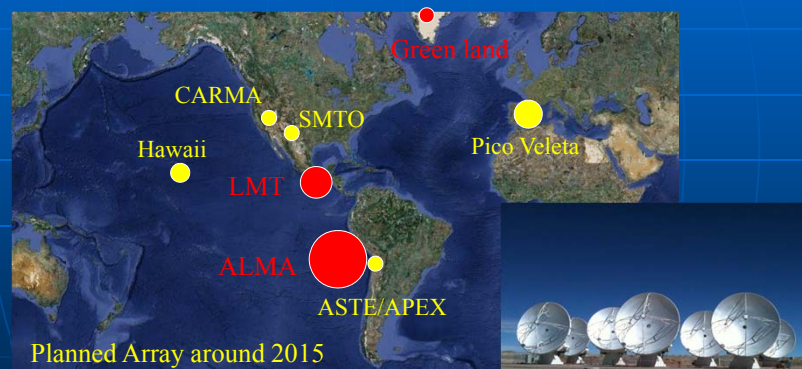 Green land
CARMA
SMTO
Hawaii
Pico Veleta
LMT
ALMA
ASTE/APEX
Planned Array around 2015